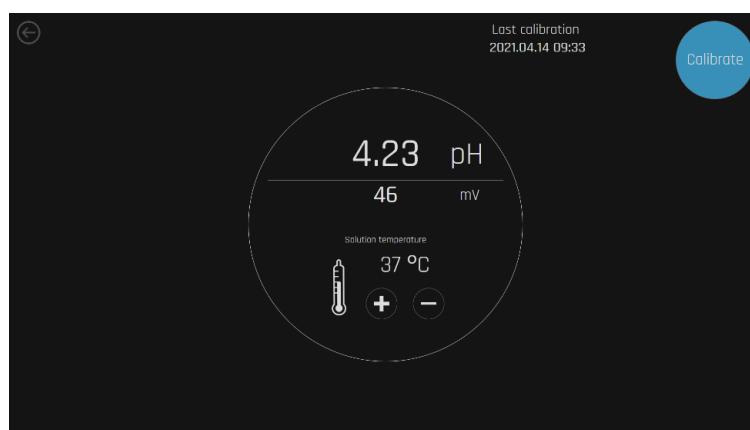 Last calibration
2021.04.14 09:33
Calibrate
4.23 pH
46 mV
Solution temperature
37 °C